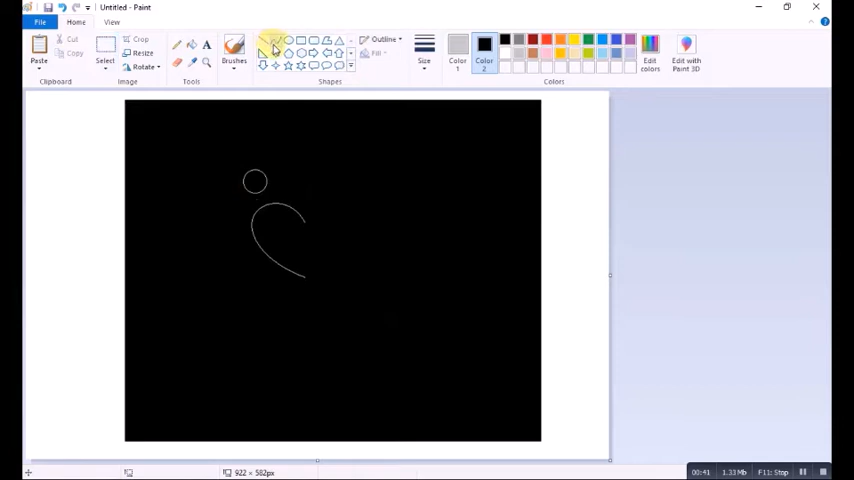 Untitled - Paint
File Home View
Paste Cut Copy Select Crop Resize Rotate A Brushes Outline Fill Size Color 1 Color 2 Edit colors Edit with Paint 3D
Clipboard Image Tools Shapes Colors
922 × 582px 00:41 1.33 Mb F11: Stop